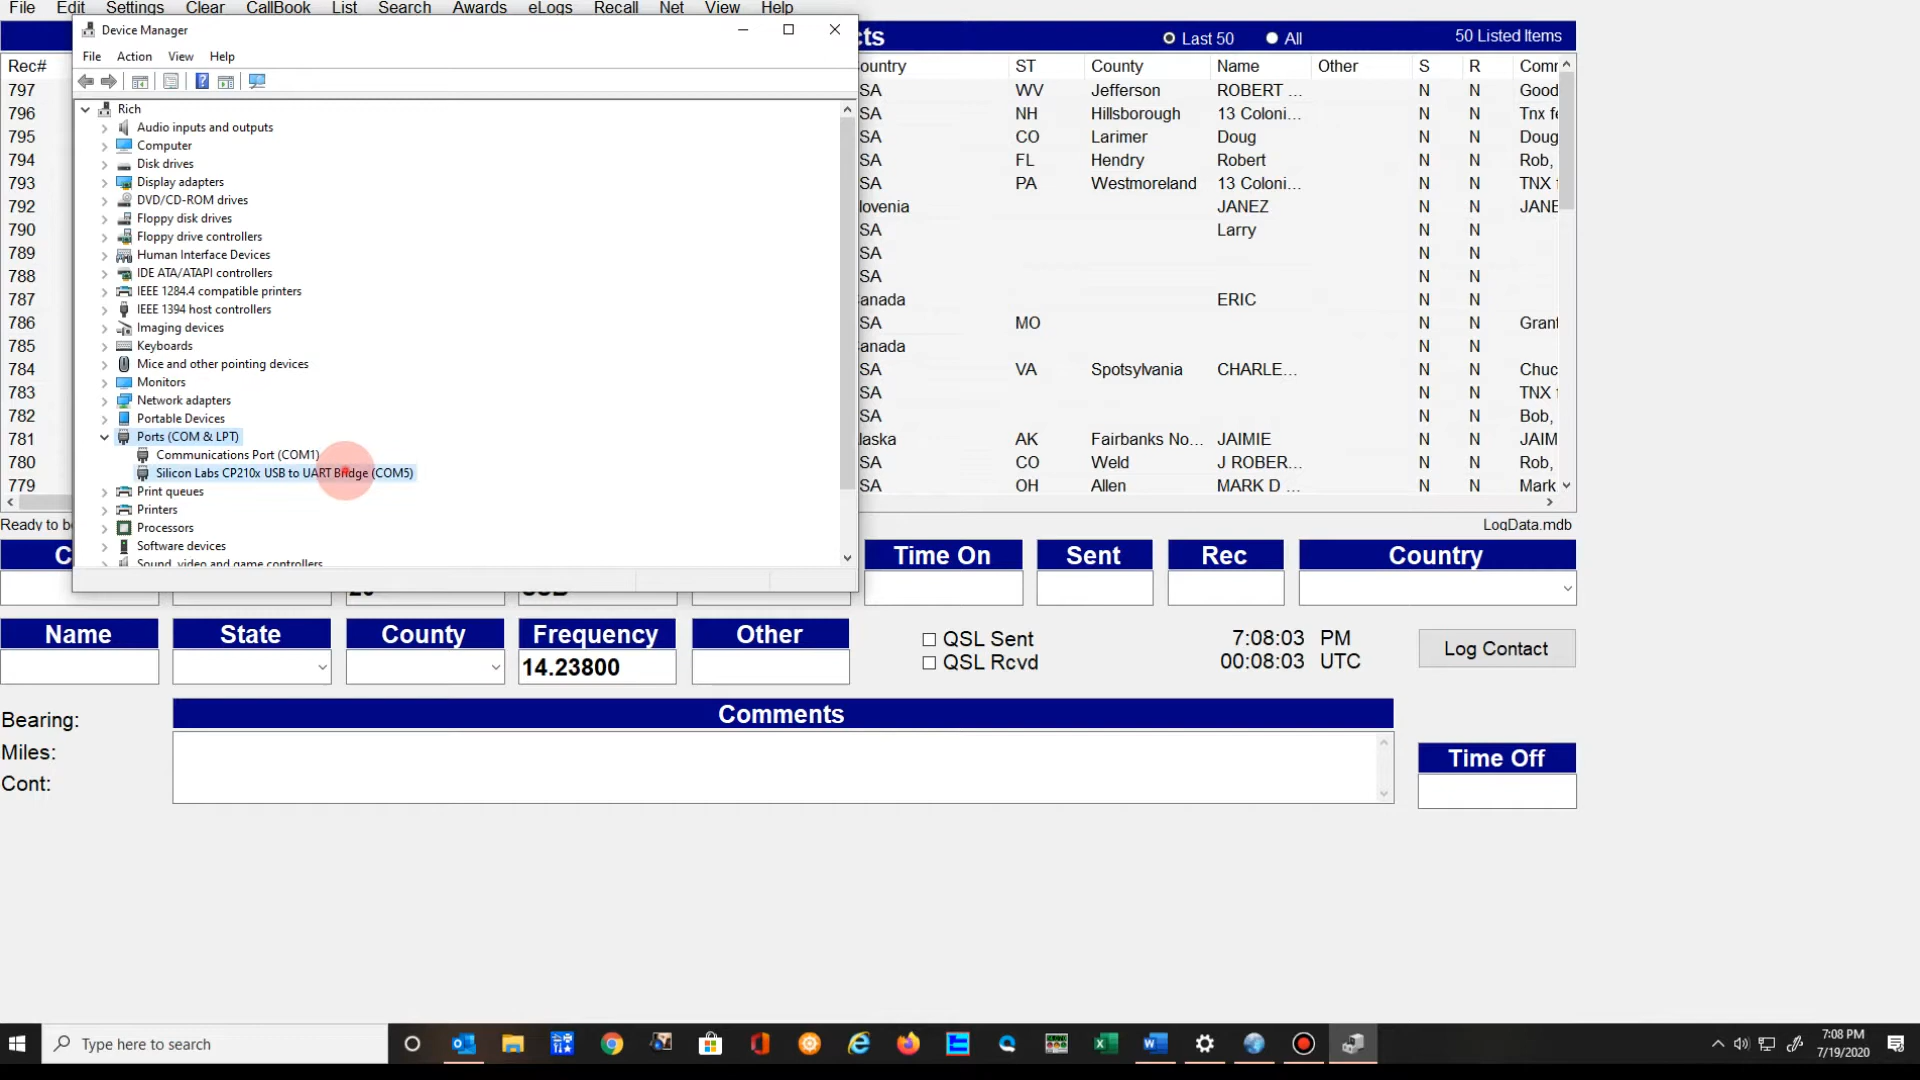 File Edit Settings Clear CallBook List Search Awards eLogs Recall Net View Help
Device Manager
File Action View Help
Rich
Audio inputs and outputs
Computer
Disk drives
Display adapters
DVD/CD-ROM drives
Floppy disk drives
Floppy drive controllers
Human Interface Devices
IDE ATA/ATAPI controllers
IEEE 1284.4 compatible printers
IEEE 1394 host controllers
Imaging devices
Keyboards
Mice and other pointing devices
Monitors
Network adapters
Portable Devices
Ports (COM & LPT)
Communications Port (COM1)
Silicon Labs CP210x USB to UART Bridge (COM5)
Print queues
Printers
Processors
Software devices
Sound, video and game controllers
cts Last 50 All 50 Listed Items
Rec# ountry ST County Name Other S R Comr
797 SA WV Jefferson ROBERT ... N N Good
796 SA NH Hillsborough 13 Coloni... N N Tnx fe
795 SA CO Larimer Doug N N Doug
794 SA FL Hendry Robert N N Rob,
793 SA PA Westmoreland 13 Coloni... N N TNX
792 lovenia JANEZ N N JANE
790 SA Larry N N
789 SA N N
788 SA N N
787 anada ERIC N N
786 SA MO N N Grant
785 anada N N
784 SA VA Spotsylvania CHARLE... N N Chuc
783 SA N N TNX
782 SA N N Bob,
781 laska AK Fairbanks No... JAIMIE N N JAIM
780 SA CO Weld J ROBER... N N Rob,
779 SA OH Allen MARK D ... N N Mark
Ready to be LogData.mdb
C Time On Sent Rec Country
Name State County Frequency Other
14.23800
QSL Sent 7:08:03 PM
QSL Rcvd 00:08:03 UTC
Log Contact
Bearing:
Miles:
Cont:
Comments
Time Off
Type here to search
7:08 PM
7/19/2020